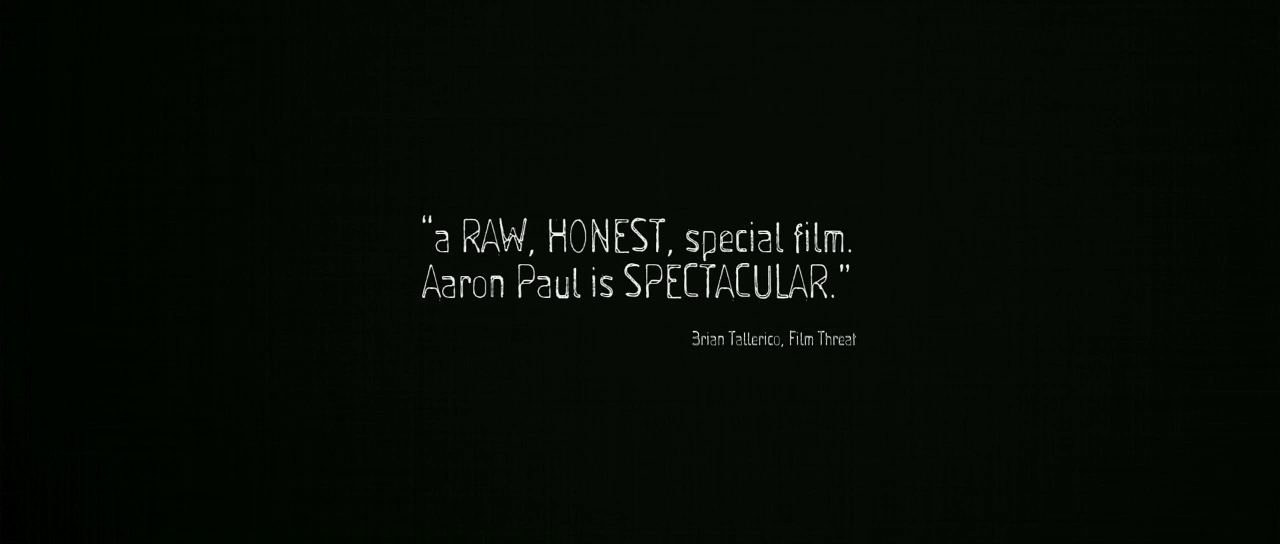 “a RAW, HONEST, special film.
Aaron Paul is SPECTACULAR.”
Brian Tallerico, Film Threat